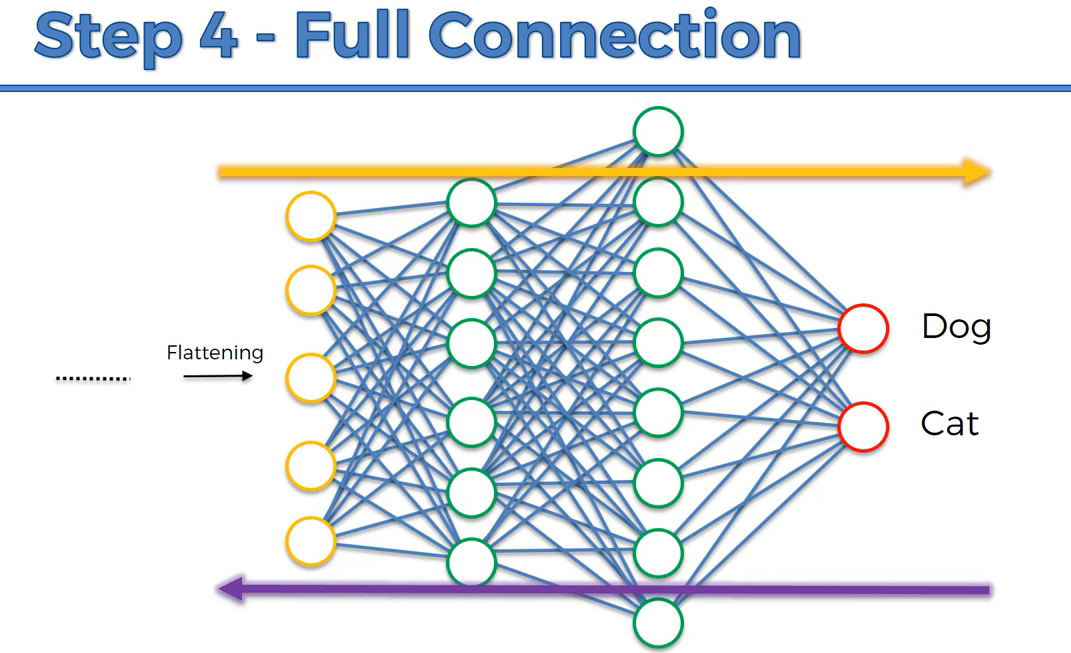 Step 4 - Full Connection
Flattening
Dog
Cat